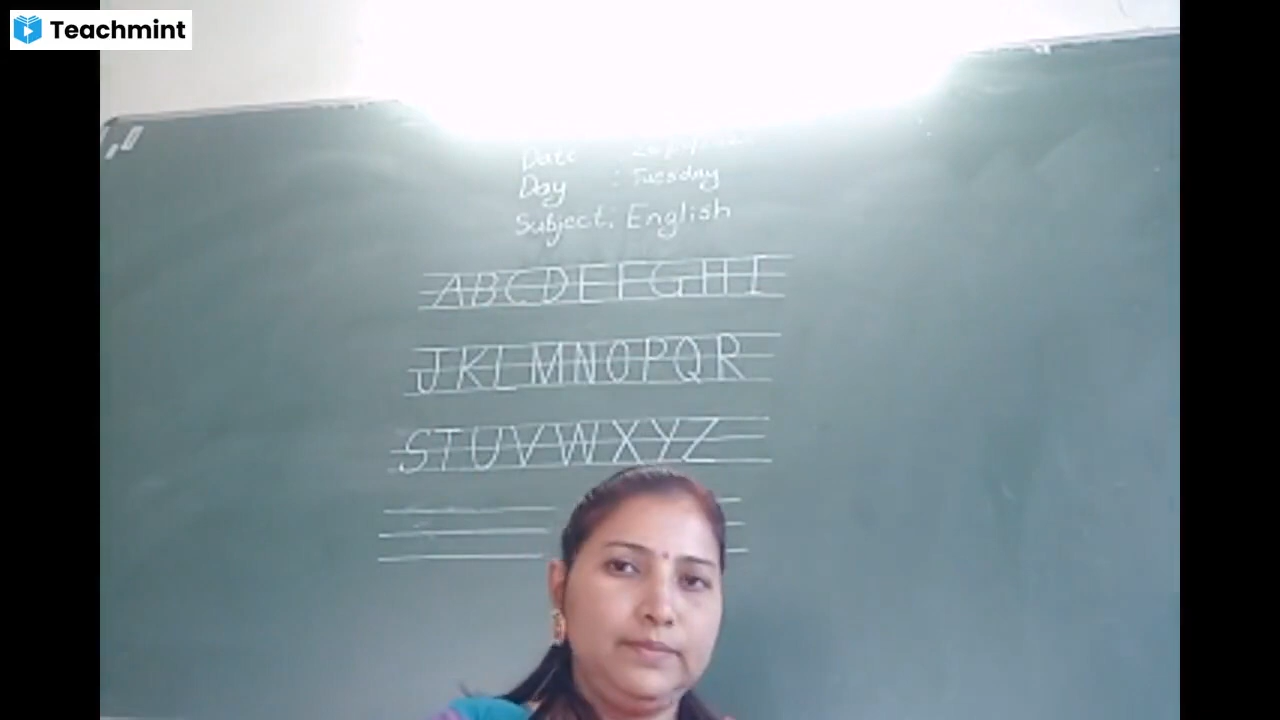 Teachmint
Date :
Day : Tuesday
Subject: English
ABCDEFGHI
JKLMNOPQR
STUVWXYZ